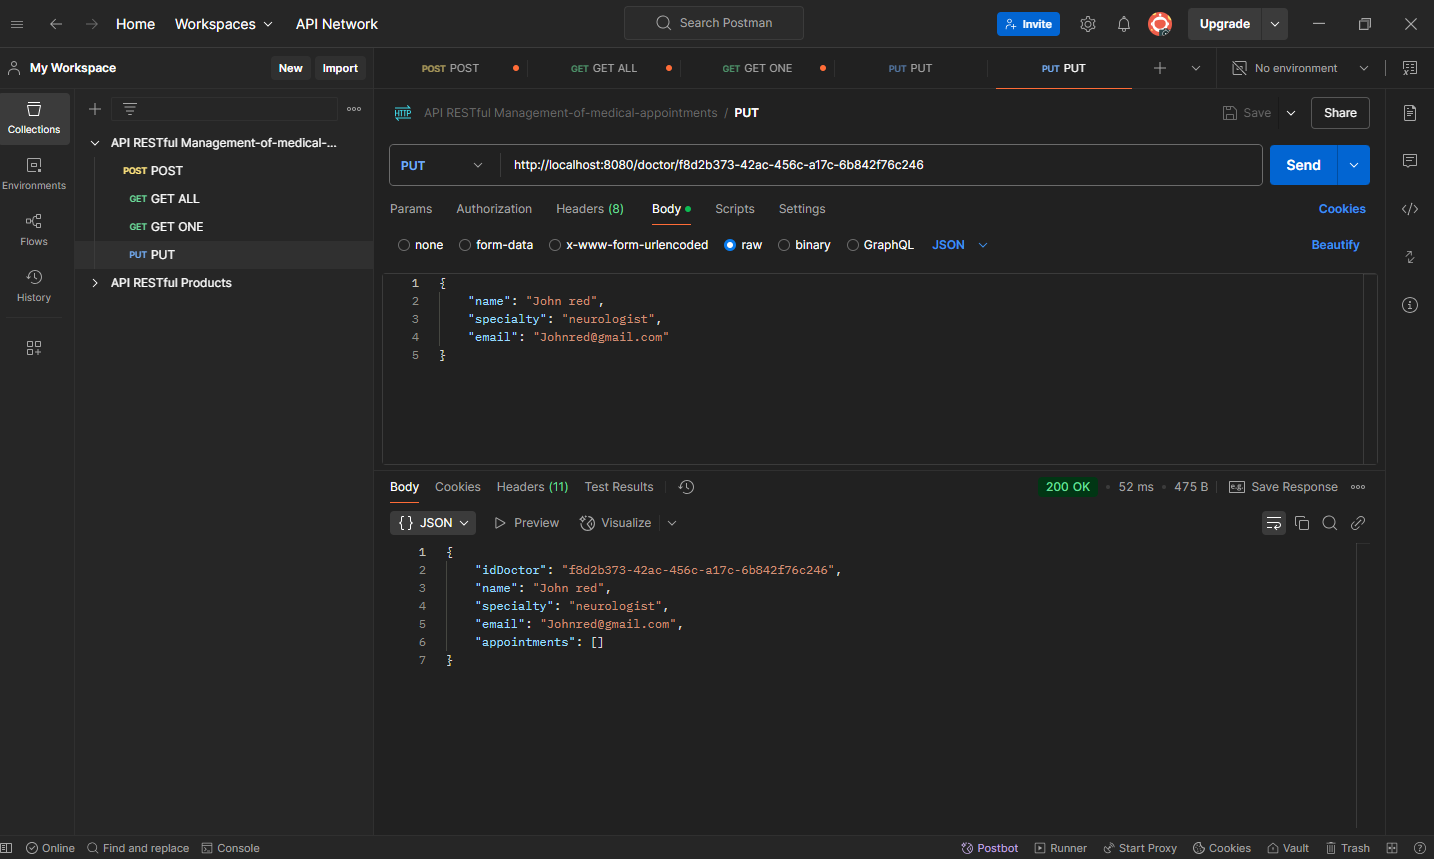 Home Workspaces API Network Search Postman Invite Upgrade
My Workspace New Import POST POST GET GET ALL GET GET ONE PUT PUT PUT PUT No environment
Collections
Environments
Flows
History
API RESTful Management-of-medical-...
POST POST
GET GET ALL
GET GET ONE
PUT PUT
API RESTful Products
HTTP API RESTful Management-of-medical-appointments / PUT Save Share
PUT http://localhost:8080/doctor/f8d2b373-42ac-456c-a17c-6b842f76c246 Send
Params Authorization Headers (8) Body Scripts Settings Cookies
none form-data x-www-form-urlencoded raw binary GraphQL JSON Beautify
1 {
2 "name": "John red",
3 "specialty": "neurologist",
4 "email": "Johnred@gmail.com"
5 }
Body Cookies Headers (11) Test Results 200 OK 52 ms 475 B e.g. Save Response
{} JSON Preview Visualize
1 {
2 "idDoctor": "f8d2b373-42ac-456c-a17c-6b842f76c246",
3 "name": "John red",
4 "specialty": "neurologist",
5 "email": "Johnred@gmail.com",
6 "appointments": []
7 }
Online Find and replace Console Postbot Runner Start Proxy Cookies Vault Trash